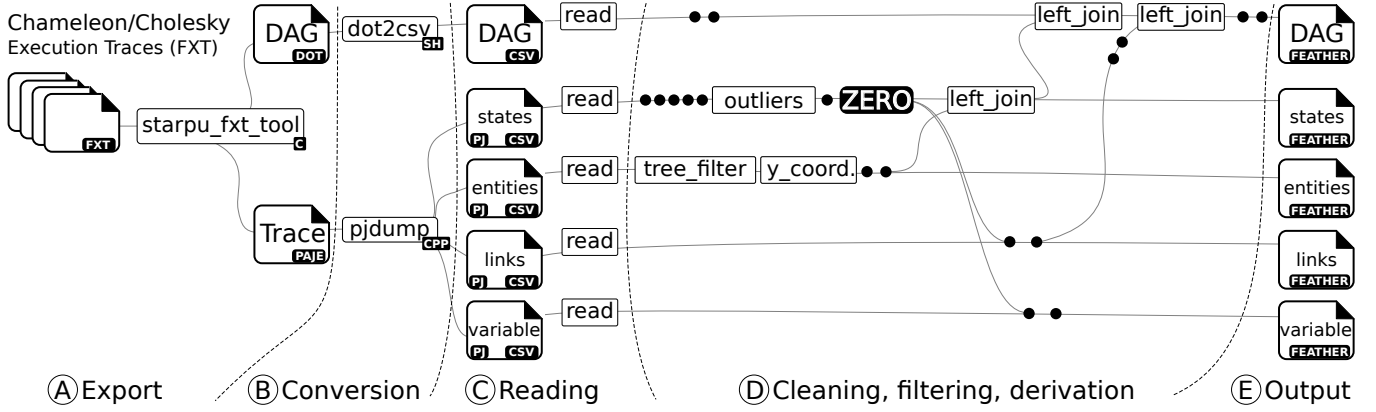 Chameleon/Cholesky
Execution Traces (FXT)
FXT
starpu_fxt_tool
C
DAG
DOT
Trace
PAJE
dot2csv
SH
pjdump
CPP
DAG
CSV
states
PJ CSV
entities
PJ CSV
links
PJ CSV
variable
PJ CSV
read
read
read
read
read
outliers
ZERO
left_join
left_join
left_join
tree_filter
y_coord.
DAG
FEATHER
states
FEATHER
entities
FEATHER
links
FEATHER
variable
FEATHER
A Export
B Conversion
C Reading
D Cleaning, filtering, derivation
E Output